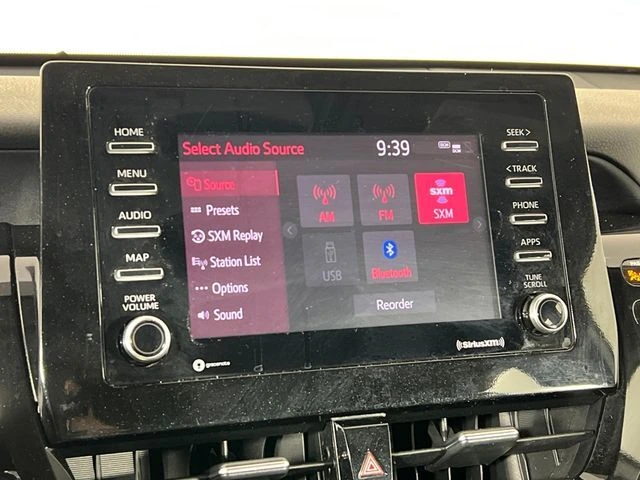 HOME
MENU
AUDIO
MAP
POWER
VOLUME
Select Audio Source
9:39
Source
Presets
SXM Replay
Station List
Options
Sound
AM
FM
sxm
SXM
USB
Bluetooth
Reorder
SEEK >
< TRACK
PHONE
APPS
TUNE
SCROLL
gracenote
SiriusXM